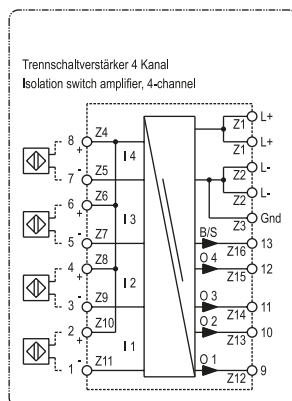 Trennschaltverstärker 4 Kanal
Isolation switch amplifier, 4-channel
8 Z4 Z1 L+
+ I 4 Z1 L+
7 - Z5 Z2 L-
6 Z6 Z2 L-
+ I 3 Z3 Gnd
5 - Z7 B/S Z16 13
4 Z8 O 4 Z15 12
+ I 2
3 - Z9 O 3 Z14 11
2 Z10 O 2 Z13 10
+ I 1
1 - Z11 O 1 Z12 9